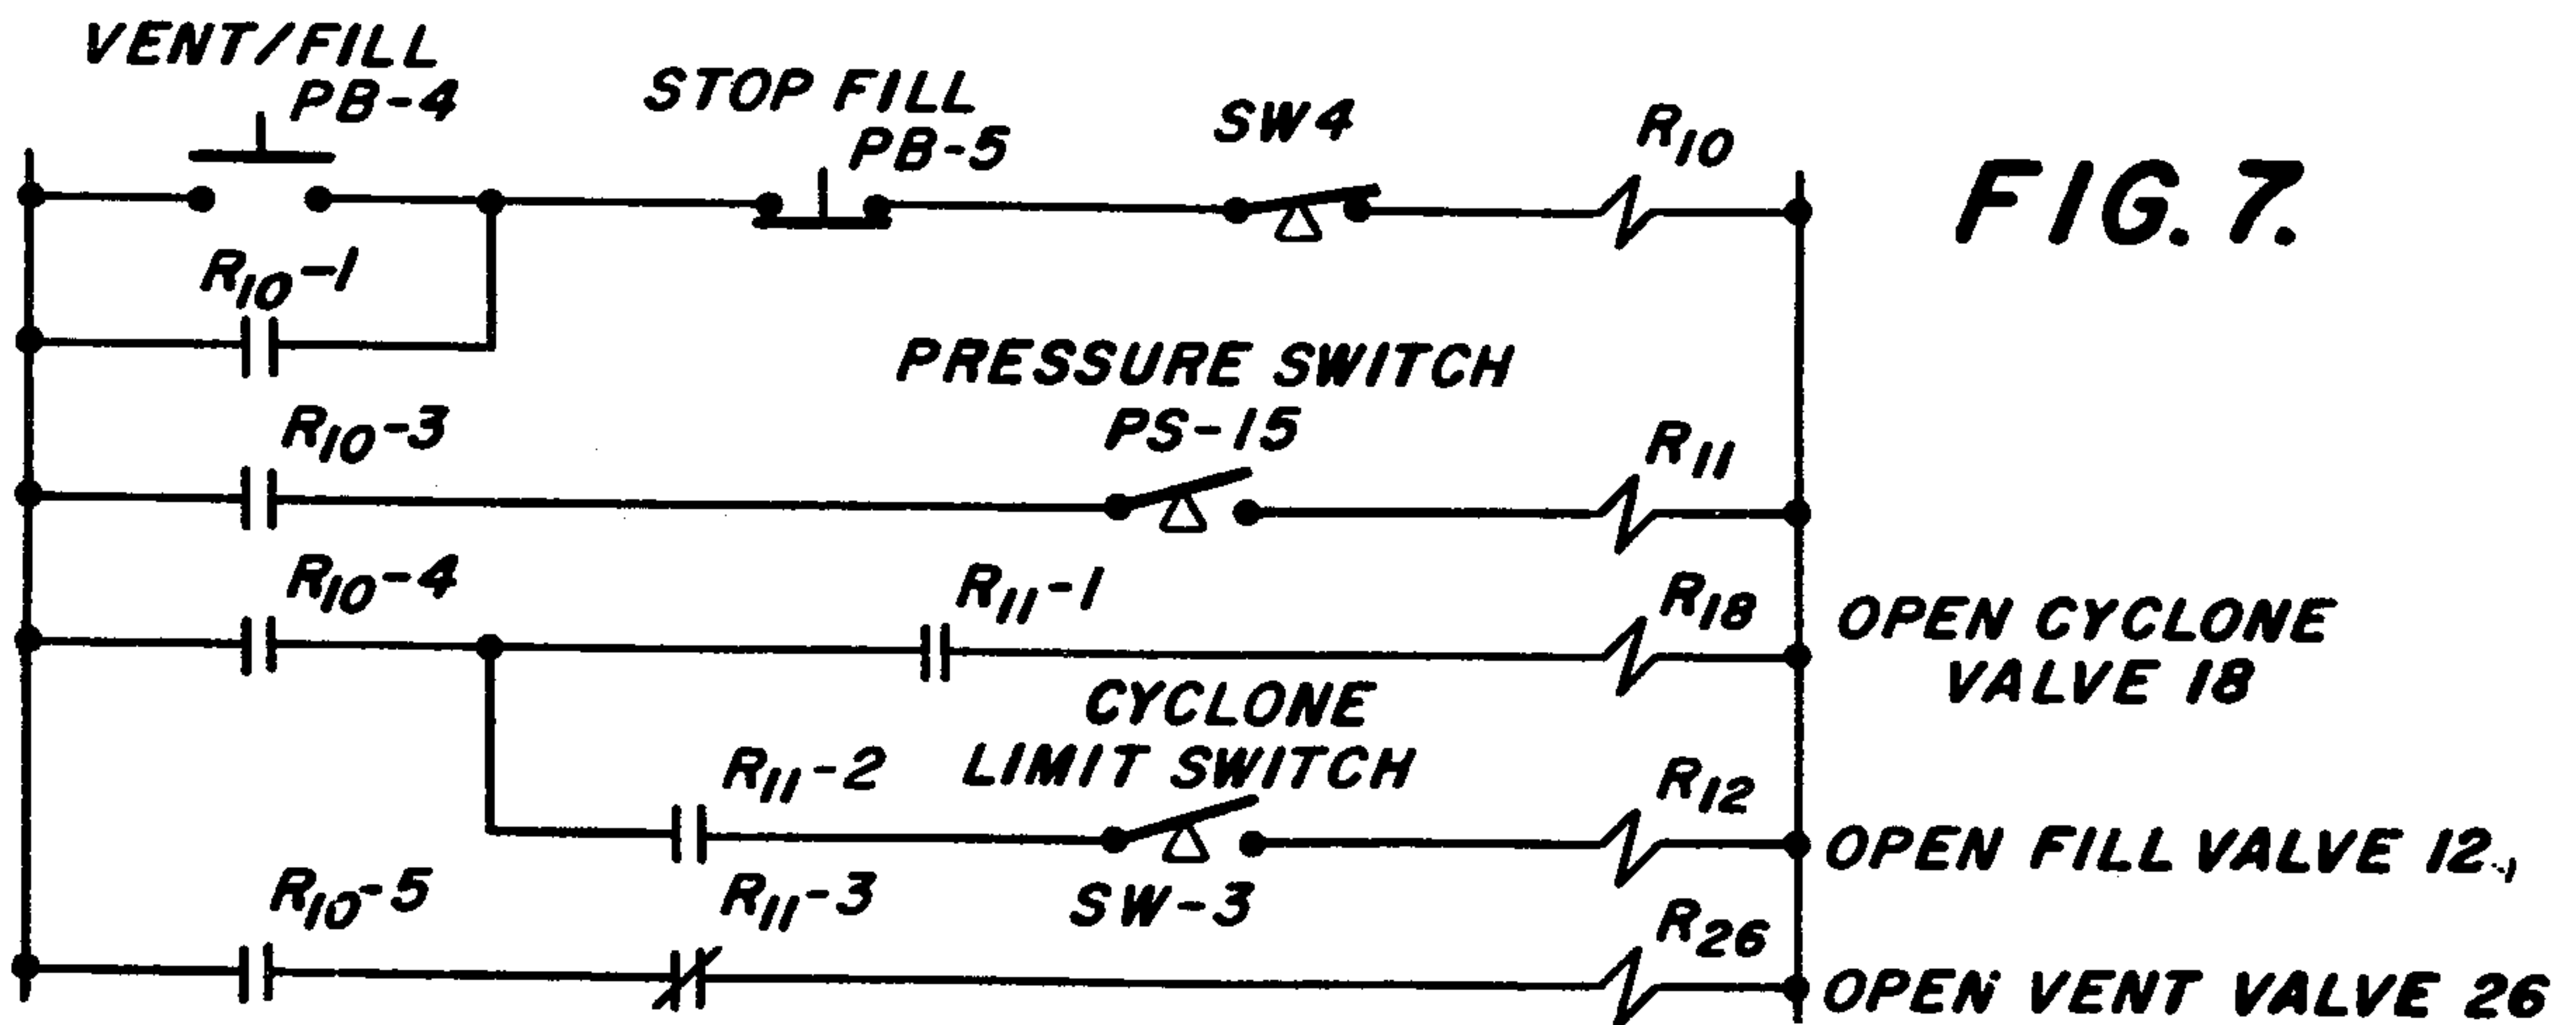 VENT/FILL
PB-4
STOP FILL
PB-5
SW4
R10
FIG. 7.
R10-1
PRESSURE SWITCH
PS-15
R10-3
R11
R10-4
R11-1
R18
OPEN CYCLONE
VALVE 18
CYCLONE
LIMIT SWITCH
R11-2
SW-3
R12
OPEN FILL VALVE 12.,
R10-5
R11-3
R26
OPEN VENT VALVE 26